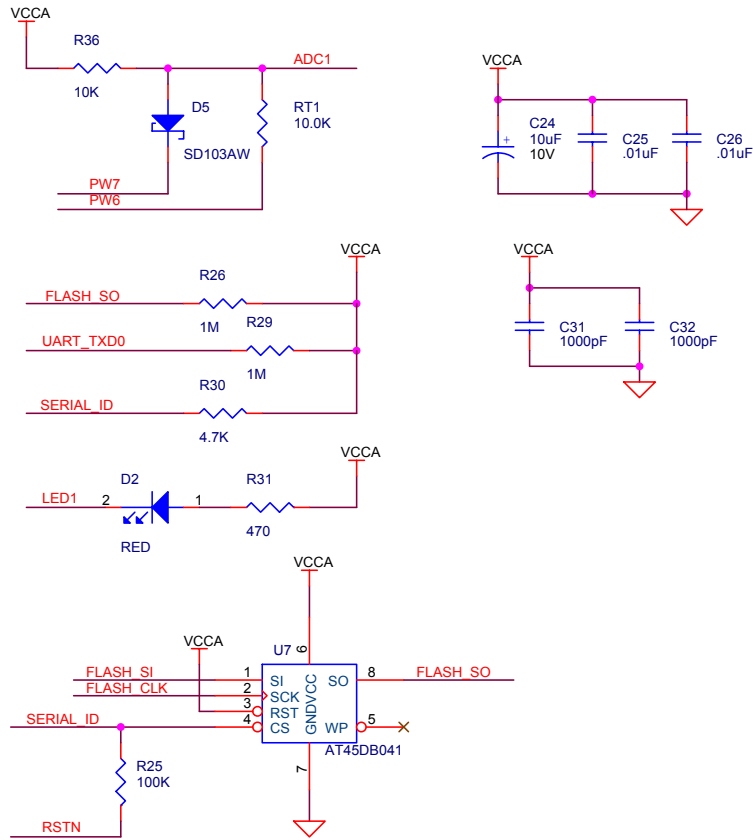 VCCA
R36
10K
ADC1
D5
SD103AW
RT1
10.0K
PW7
PW6
VCCA
C24
10uF
10V
+
C25
.01uF
C26
.01uF
VCCA
FLASH_SO
R26
1M
UART_TXD0
R29
1M
SERIAL_ID
R30
4.7K
VCCA
C31
1000pF
C32
1000pF
LED1
2
D2
1
RED
R31
470
VCCA
VCCA
VCCA
U7
6
FLASH_SI
1
SI
FLASH_CLK
2
SCK
3
RST
SERIAL_ID
4
CS
GNDVCC
SO
8
FLASH_SO
WP
5
AT45DB041
7
R25
100K
RSTN